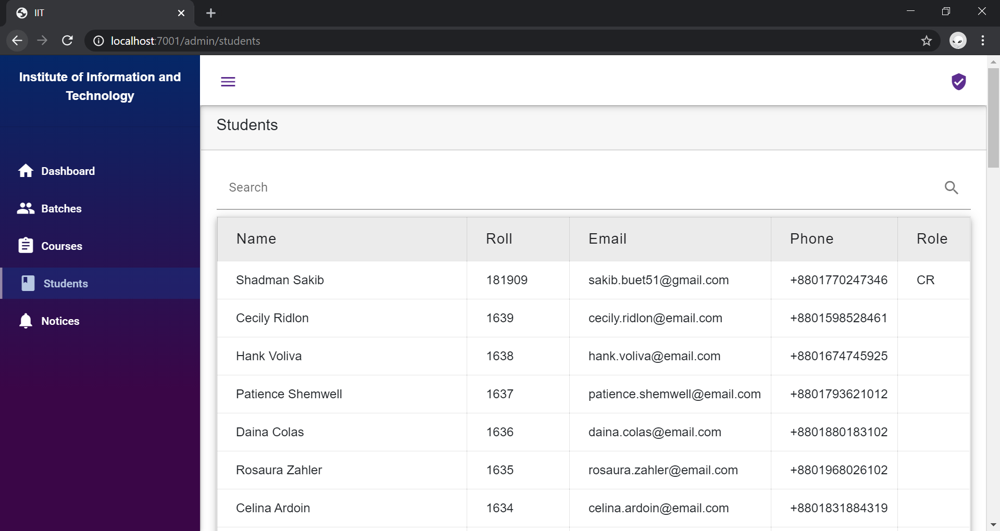 IIT
localhost:7001/admin/students
Institute of Information and
Technology
Dashboard
Batches
Courses
Students
Notices
Students
Search
Name Roll Email Phone Role
Shadman Sakib 181909 sakib.buet51@gmail.com +8801770247346 CR
Cecily Ridlon 1639 cecily.ridlon@email.com +8801598528461
Hank Voliva 1638 hank.voliva@email.com +8801674745925
Patience Shemwell 1637 patience.shemwell@email.com +8801793621012
Daina Colas 1636 daina.colas@email.com +8801880183102
Rosaura Zahler 1635 rosaura.zahler@email.com +8801968026102
Celina Ardoin 1634 celina.ardoin@email.com +8801831884319